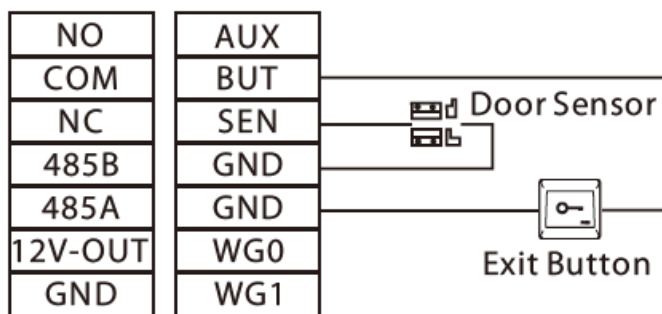 NO AUX
COM BUT
NC SEN Door Sensor
485B GND
485A GND
12V-OUT WG0 Exit Button
GND WG1